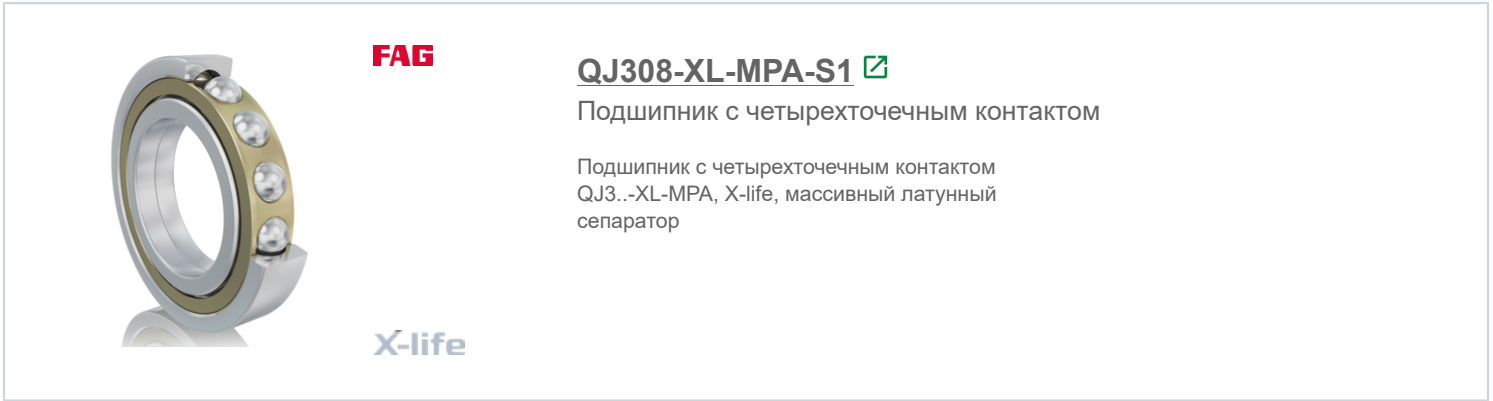 FAG
QJ308-XL-MPA-S1
Подшипник с четырехточечным контактом
Подшипник с четырехточечным контактом
QJ3..-XL-MPA, X-life, массивный латунный
сепаратор
X-life